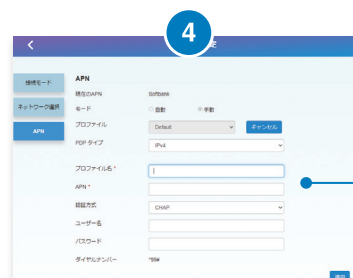 4
接続モード
ネットワーク選択
APN
APN
現在のAPN Softbank
モード 自動 手動
プロファイル Default キャンセル
PDP タイプ IPv4
プロファイル名 *
APN *
認証方式 CHAP
ユーザー名
パスワード
ダイヤルナンバー *99#
適用